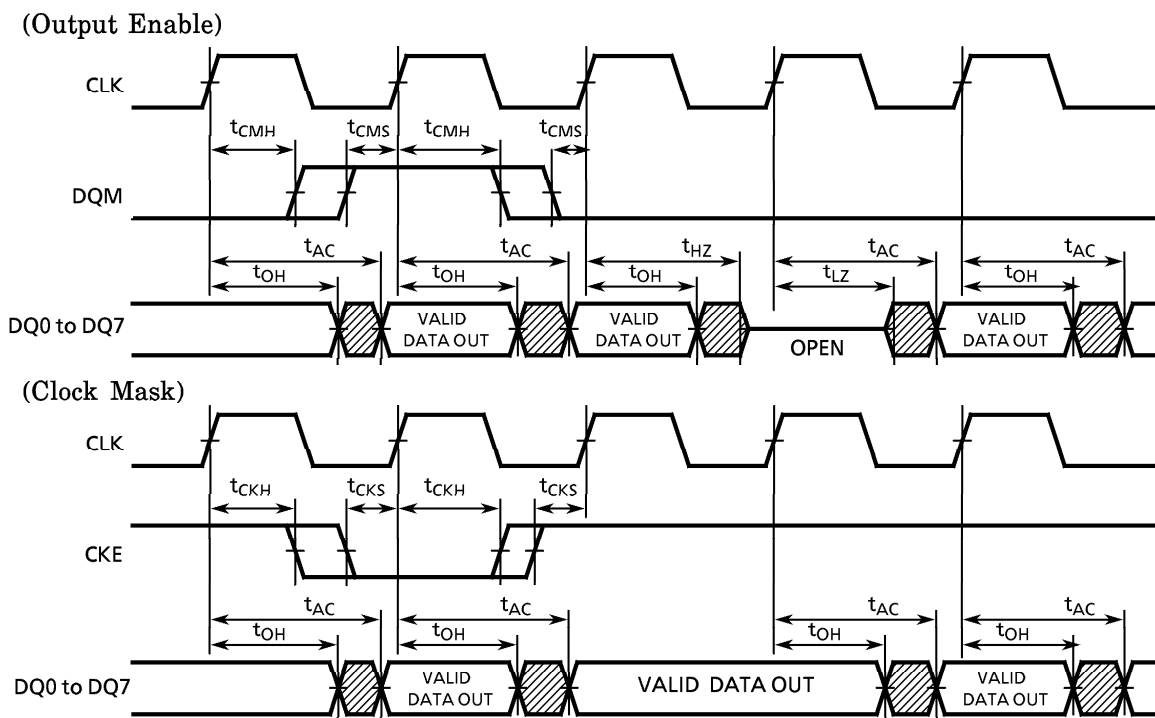 (Output Enable)
CLK
tCMH tCMS tCMH tCMS
DQM
tAC tAC tHZ tAC tAC
tOH tOH tOH tLZ tOH
DQ0 to DQ7
VALID DATA OUT
VALID DATA OUT
OPEN
VALID DATA OUT
(Clock Mask)
CLK
tCKH tCKS tCKH tCKS
CKE
tAC tAC tAC tAC
tOH tOH tOH tOH
DQ0 to DQ7
VALID DATA OUT
VALID DATA OUT
VALID DATA OUT